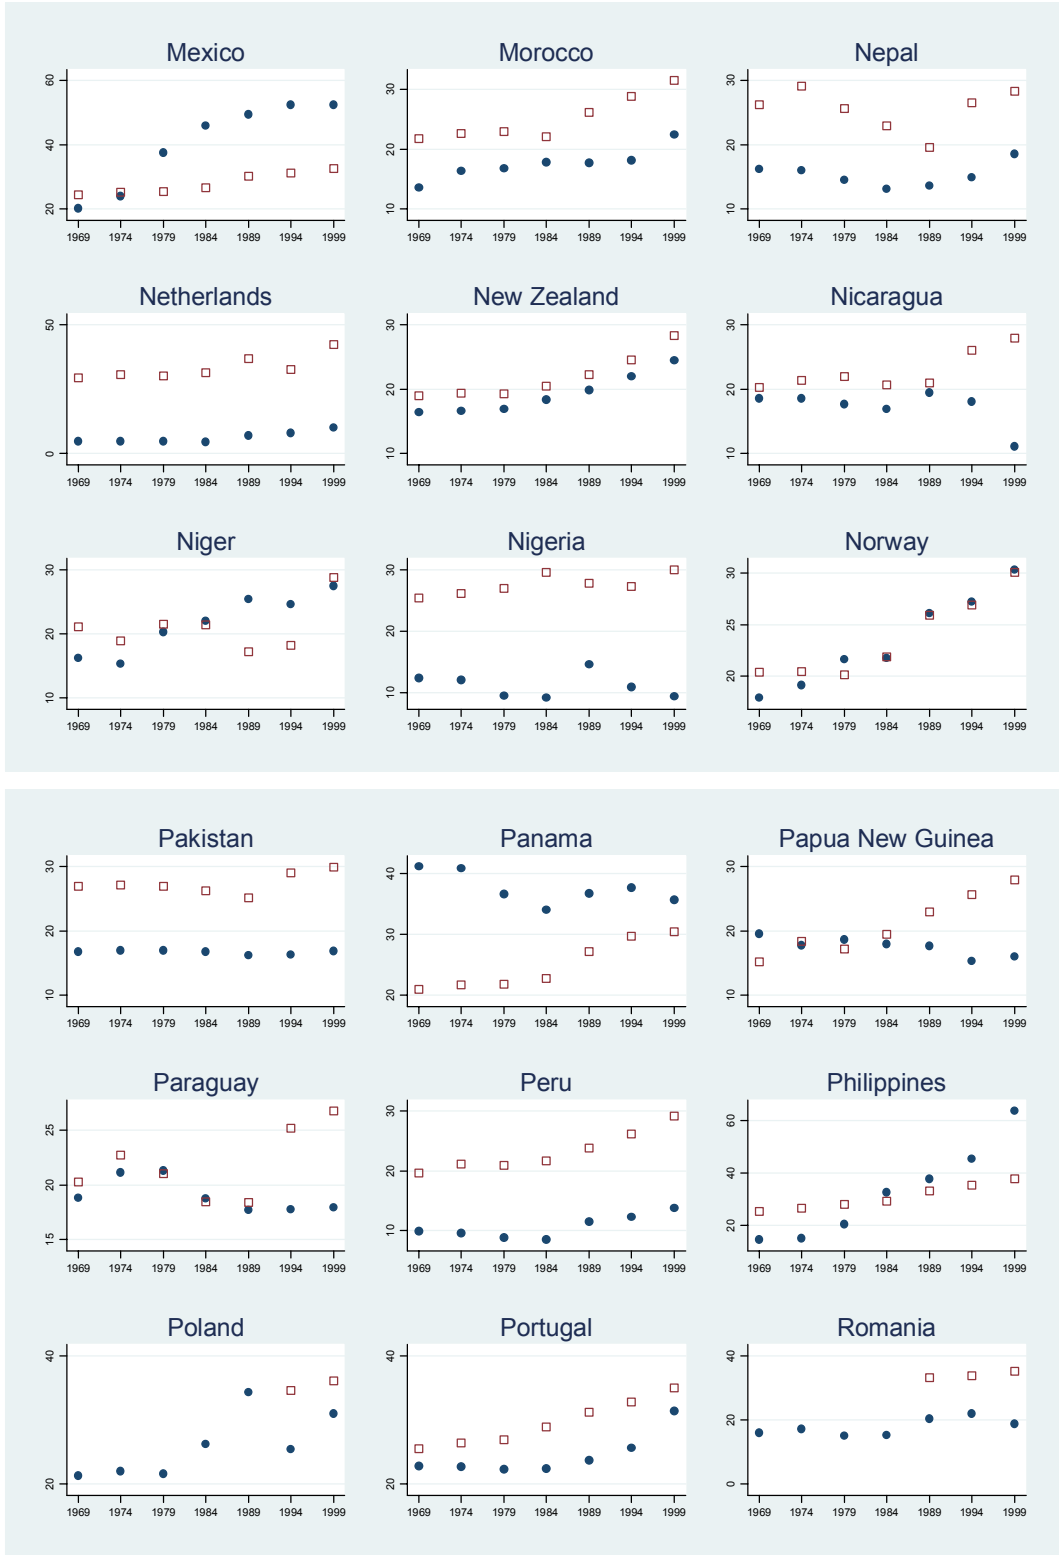 Mexico Morocco Nepal
60 30 30
40 20 20
20 10 10
1969 1974 1979 1984 1989 1994 1999 1969 1974 1979 1984 1989 1994 1999 1969 1974 1979 1984 1989 1994 1999
Netherlands New Zealand Nicaragua
50 30 30
20 20
0 10 10
1969 1974 1979 1984 1989 1994 1999 1969 1974 1979 1984 1989 1994 1999 1969 1974 1979 1984 1989 1994 1999
Niger Nigeria Norway
30 30 30
20 20 25
10 10 20
1969 1974 1979 1984 1989 1994 1999 1969 1974 1979 1984 1989 1994 1999 1969 1974 1979 1984 1989 1994 1999
Pakistan Panama Papua New Guinea
30 40 30
20 30 20
10 20 10
1969 1974 1979 1984 1989 1994 1999 1969 1974 1979 1984 1989 1994 1999 1969 1974 1979 1984 1989 1994 1999
Paraguay Peru Philippines
25 30 60
20 20 40
15 10 20
1969 1974 1979 1984 1989 1994 1999 1969 1974 1979 1984 1989 1994 1999 1969 1974 1979 1984 1989 1994 1999
Poland Portugal Romania
40 40 40
20
20 20 0
1969 1974 1979 1984 1989 1994 1999 1969 1974 1979 1984 1989 1994 1999 1969 1974 1979 1984 1989 1994 1999